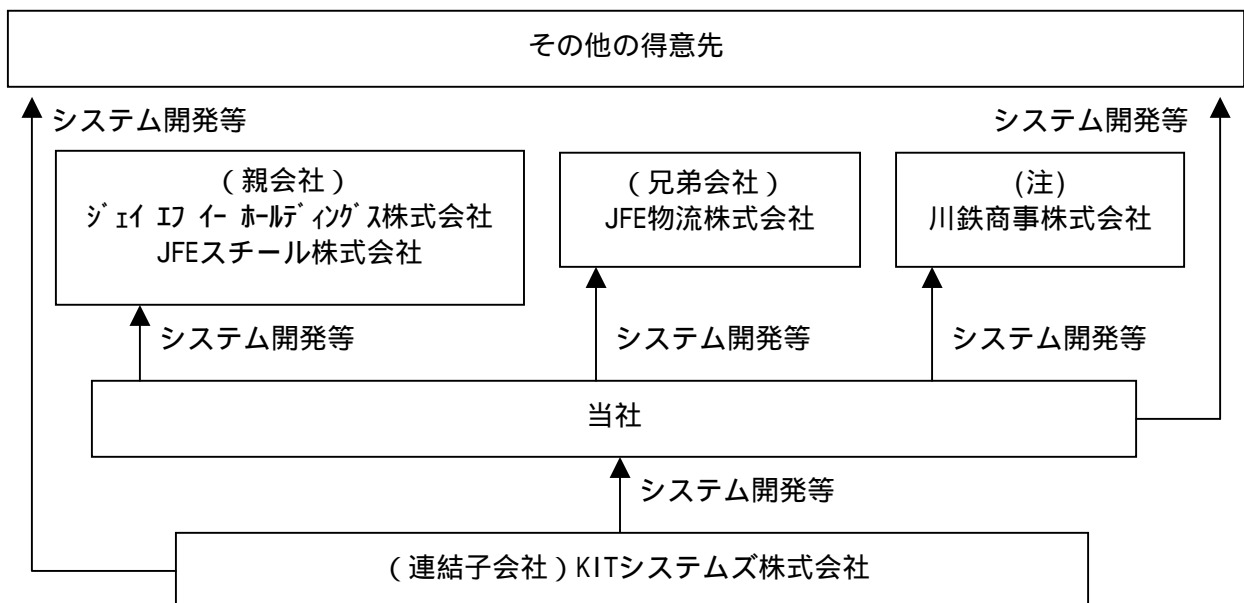 その他の得意先
システム開発等
システム開発等
(親会社)
ｼﾞｪｲ ｴﾌ ｲｰ ﾎｰﾙﾃﾞｨﾝｸﾞｽ株式会社
JFEスチール株式会社
(兄弟会社)
JFE物流株式会社
(注)
川鉄商事株式会社
システム開発等
システム開発等
システム開発等
当社
システム開発等
(連結子会社)KITシステムズ株式会社